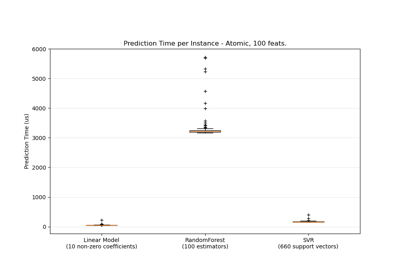 Prediction Time per Instance - Atomic, 100 feats.
6000
5000
4000
3000
2000
1000
0
Prediction Time (us)
Linear Model
(10 non-zero coefficients)
RandomForest
(100 estimators)
SVR
(660 support vectors)